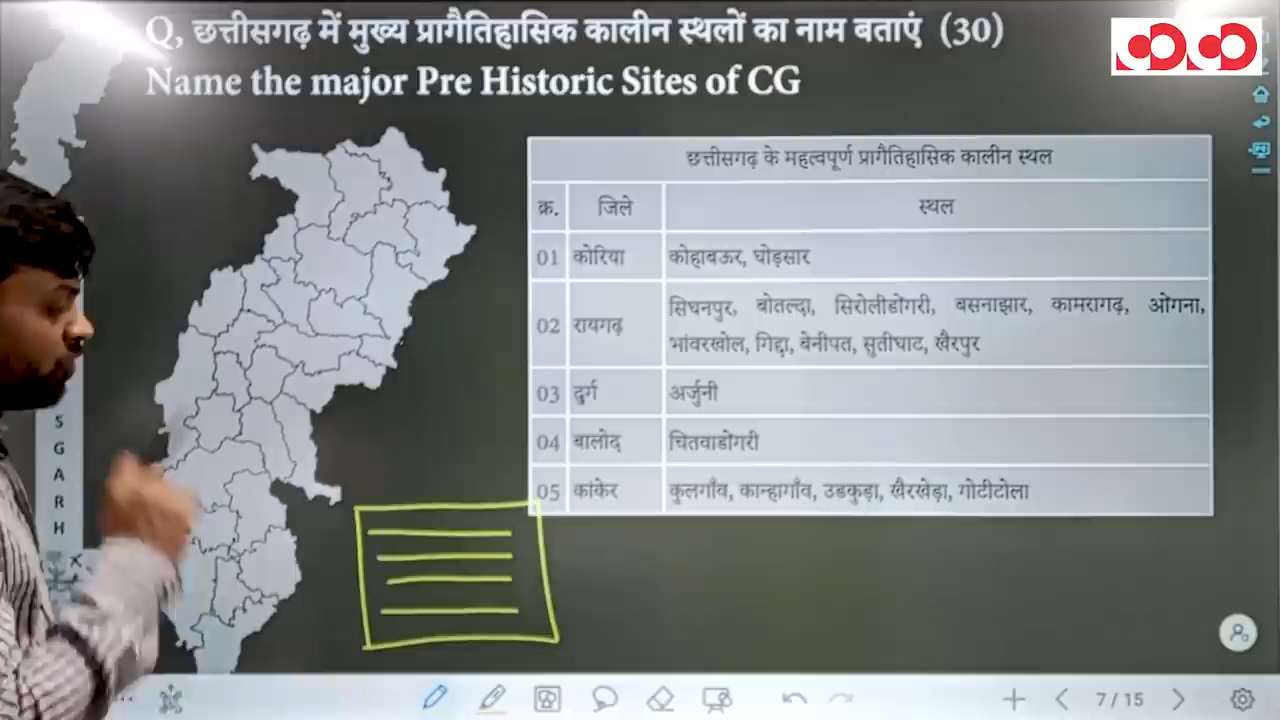 Q, छत्तीसगढ़ में मुख्य प्रागैतिहासिक कालीन स्थलों का नाम बताएं (30)
Name the major Pre Historic Sites of CG
छत्तीसगढ़ के महत्वपूर्ण प्रागैतिहासिक कालीन स्थल
क्र. जिले स्थल
01 कोरिया कोहाबऊर, घोड़सार
02 रायगढ़ सिघनपुर, बोतल्दा, सिरोलीडोंगरी, बसनाझार, कामरागढ़, ओंगना,
भांवरखोल, गिद्दा, बेनीपत, सुतीघाट, खैरपुर
03 दुर्ग अर्जुनी
04 बालोद चितवाडोंगरी
05 कांकेर कुलगाँव, कान्हागाँव, उडकुड़ा, खैरखेड़ा, गोटीटोला
S
G
A
R
H
7/15